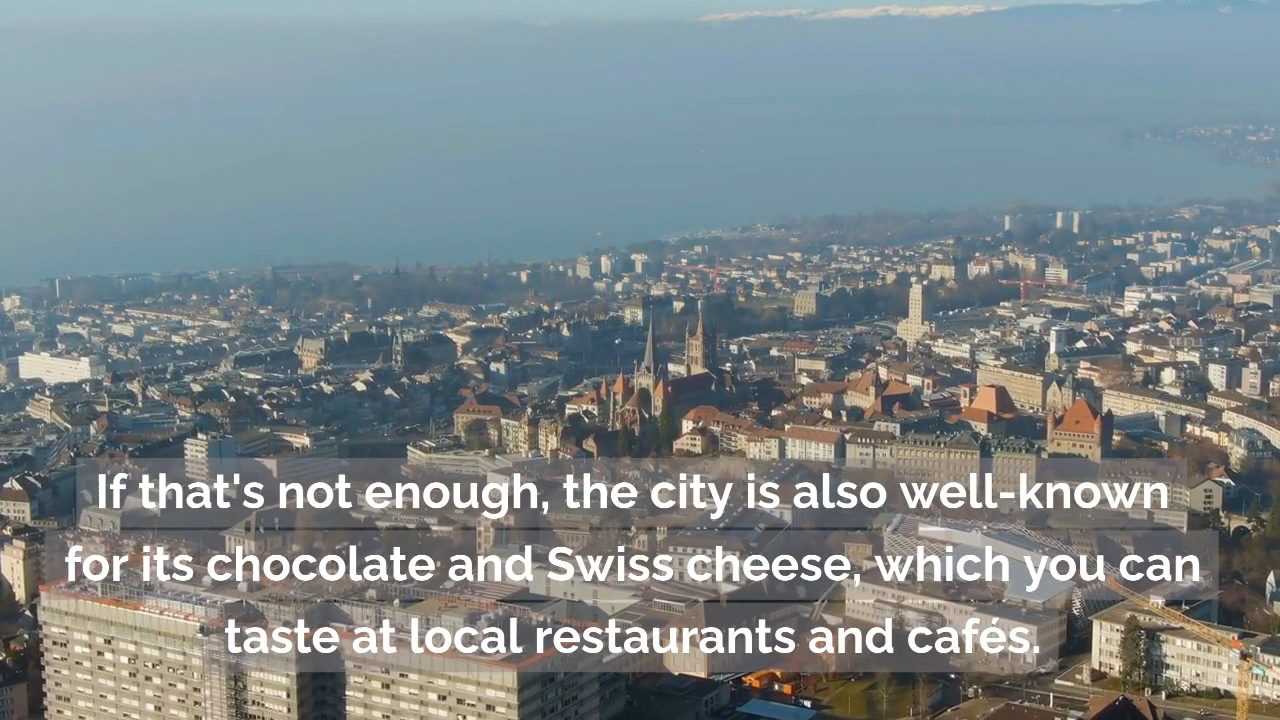 If that's not enough, the city is also well-known
for its chocolate and Swiss cheese, which you can
taste at local restaurants and cafés.